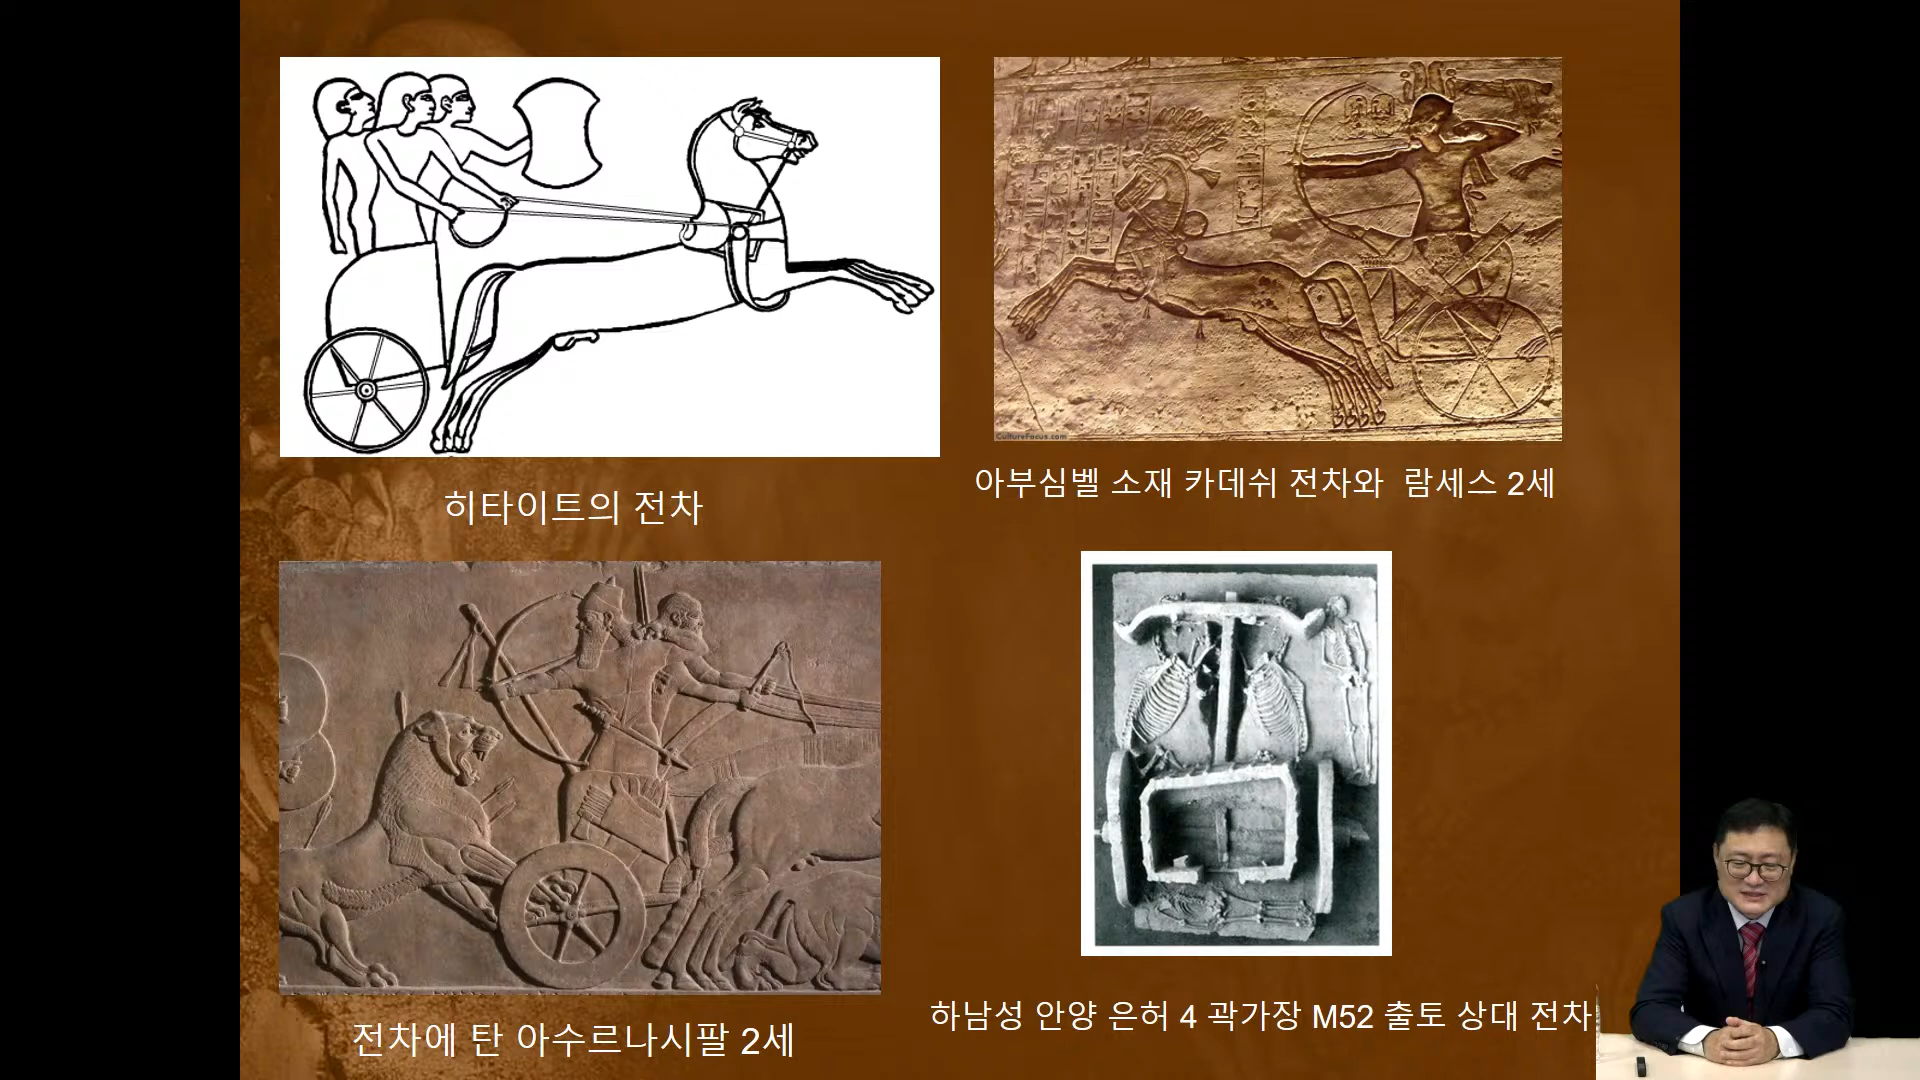 CultureFocus.com
히타이트의 전차
아부심벨 소재 카데쉬 전차와 람세스 2세
전차에 탄 아수르나시팔 2세
하남성 안양 은허 4 곽가장 M52 출토 상대 전차